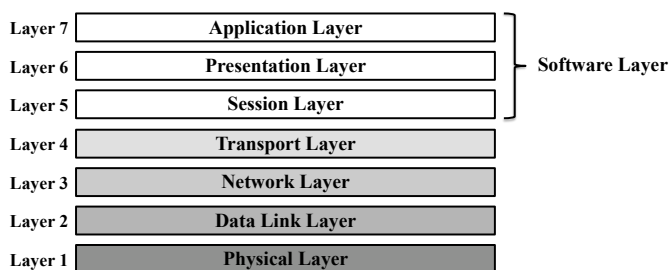 Layer 7 Application Layer
Layer 6 Presentation Layer Software Layer
Layer 5 Session Layer
Layer 4 Transport Layer
Layer 3 Network Layer
Layer 2 Data Link Layer
Layer 1 Physical Layer